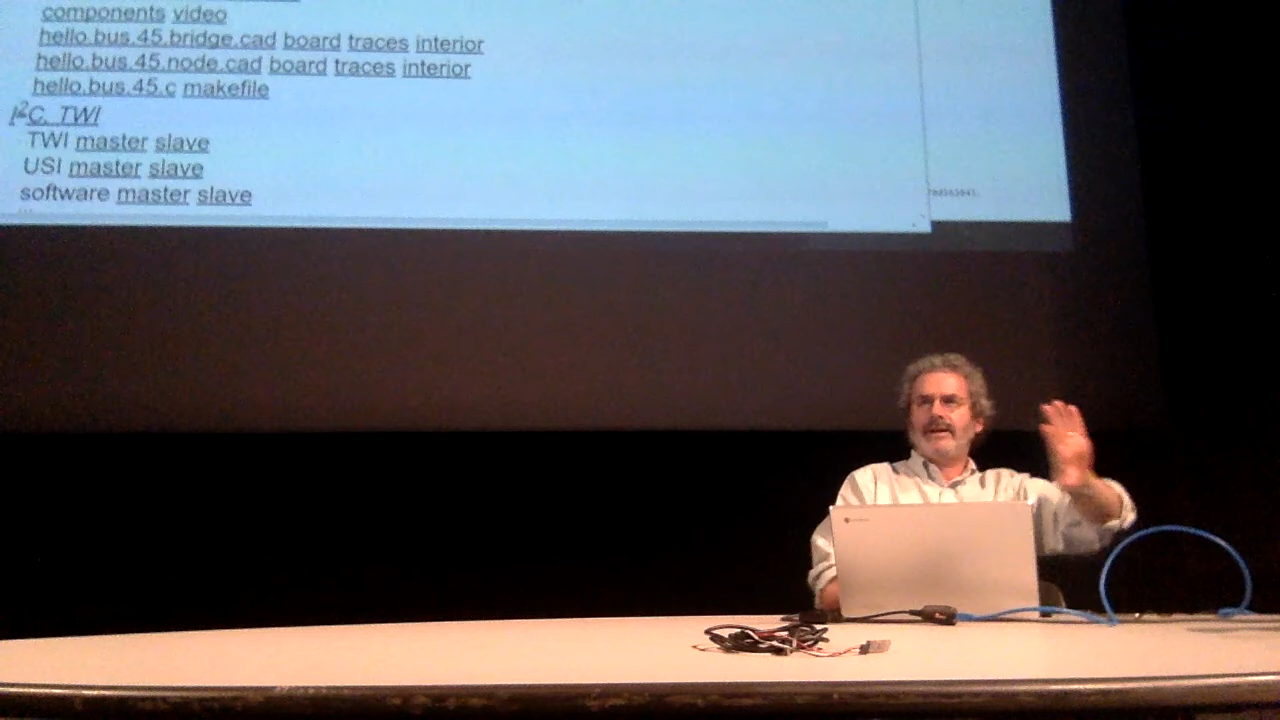 components video
hello.bus.45.bridge.cad board traces interior
hello.bus.45.node.cad board traces interior
hello.bus.45.c makefile
I²C, TWI
TWI master slave
USI master slave
software master slave